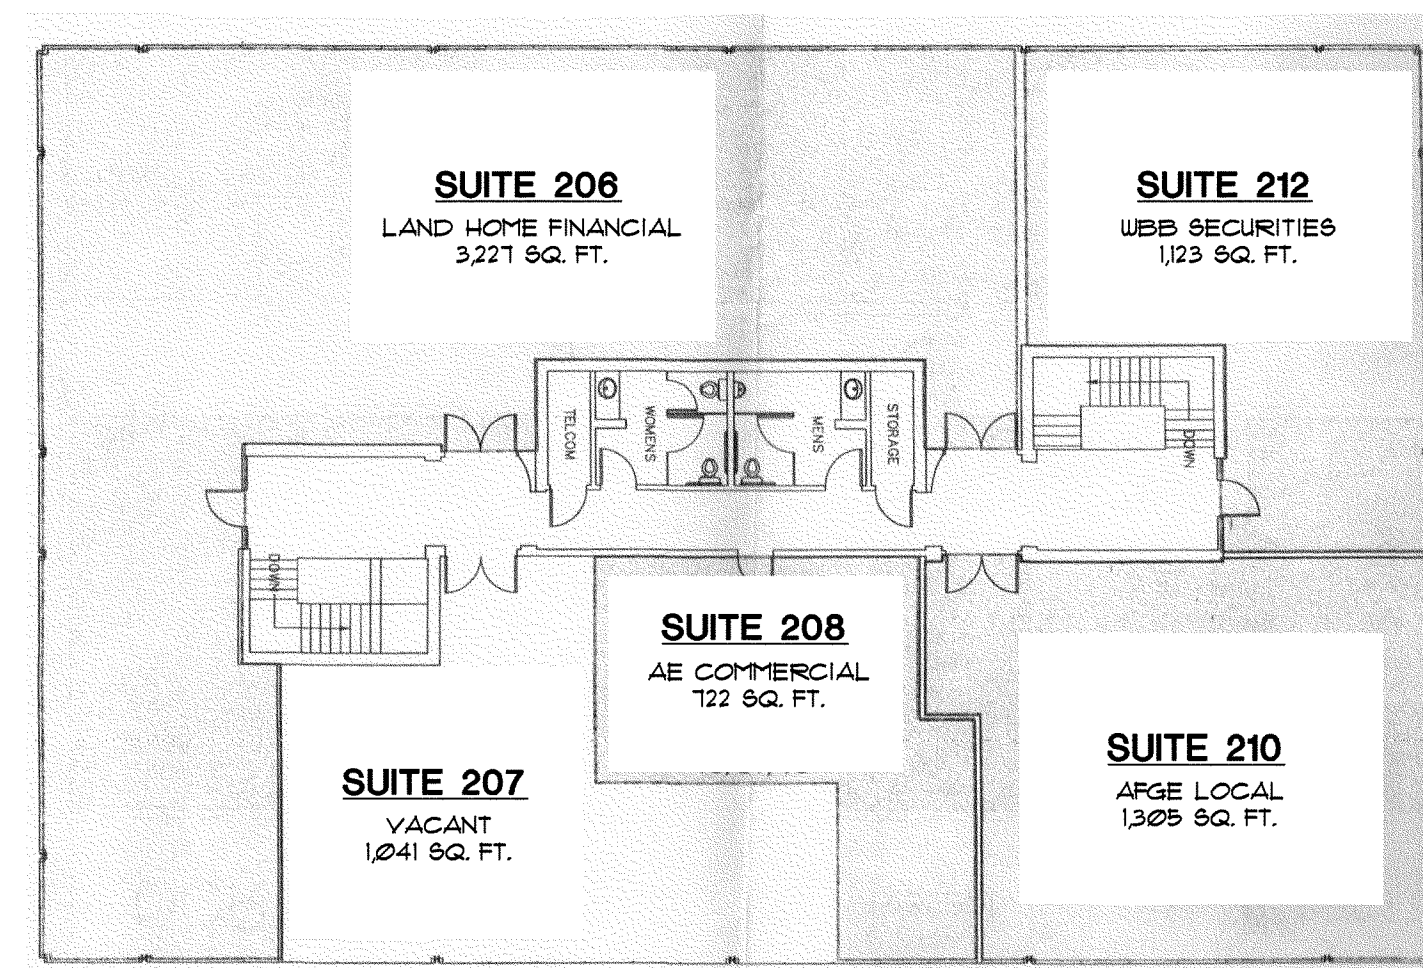 SUITE 206
LAND HOME FINANCIAL
3,227 SQ. FT.
SUITE 212
WBB SECURITIES
1,123 SQ. FT.
TELCOM
WOMENS
MENS
STORAGE
DOWN
DOWN
SUITE 208
AE COMMERCIAL
722 SQ. FT.
SUITE 207
VACANT
1,041 SQ. FT.
SUITE 210
AFGE LOCAL
1,305 SQ. FT.